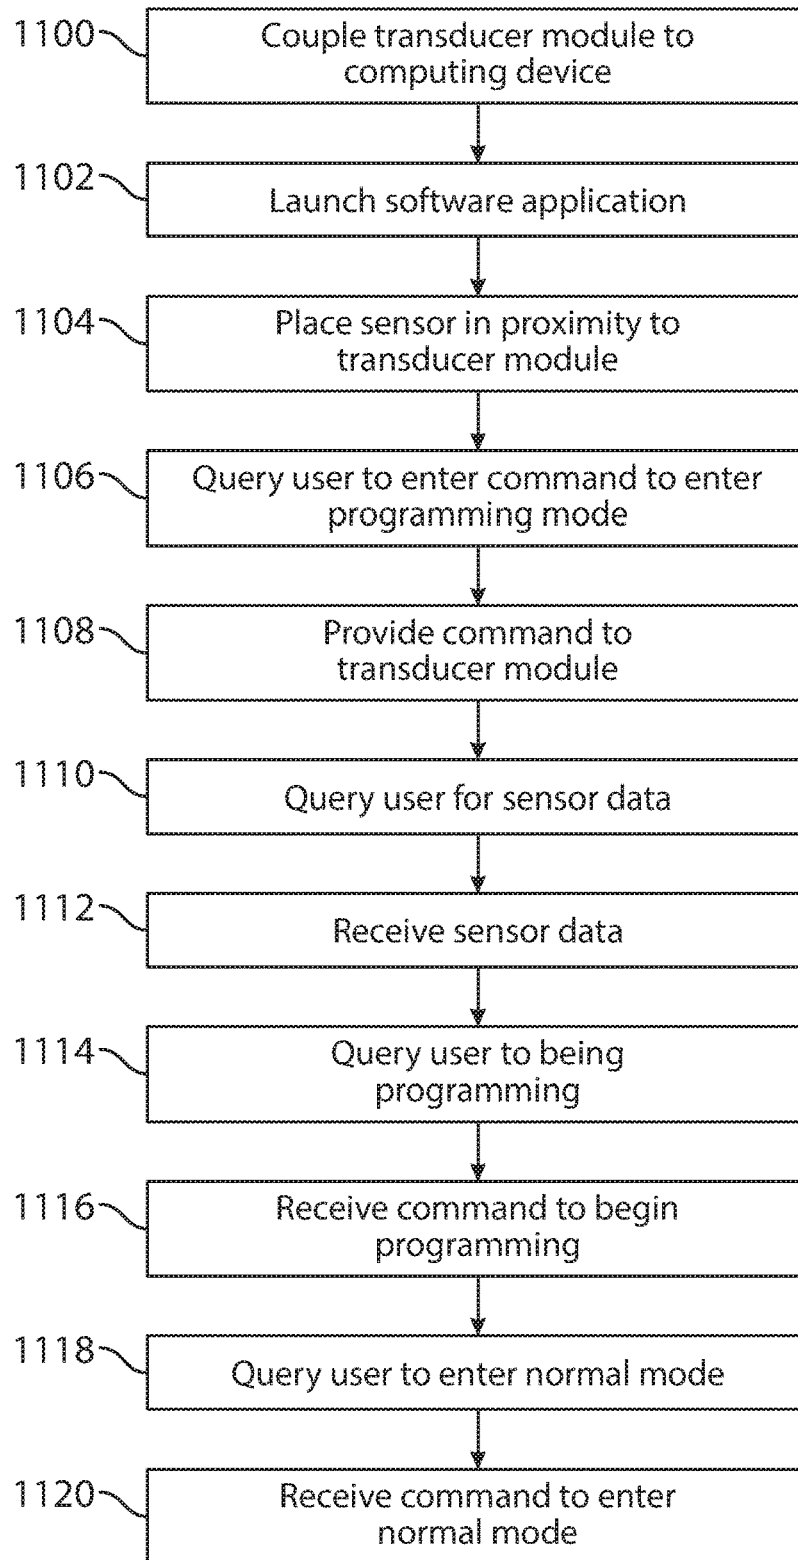 1100
Couple transducer module to
computing device
1102
Launch software application
1104
Place sensor in proximity to
transducer module
1106
Query user to enter command to enter
programming mode
1108
Provide command to
transducer module
1110
Query user for sensor data
1112
Receive sensor data
1114
Query user to being
programming
1116
Receive command to begin
programming
1118
Query user to enter normal mode
1120
Receive command to enter
normal mode